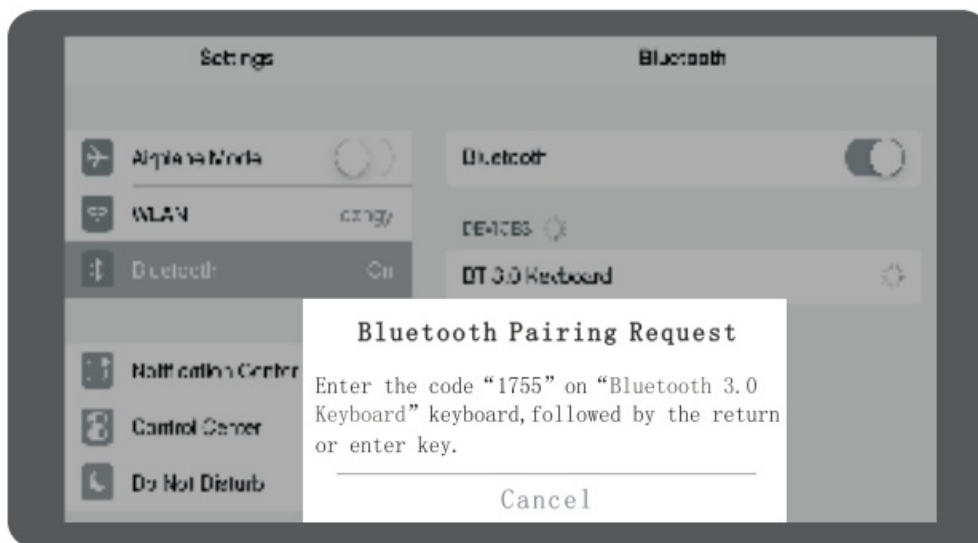 Settings
Bluetooth
Airplane Mode
Bluetooth
WLAN
DEVICES
Bluetooth On
BT 3.0 Keyboard
Bluetooth Pairing Request
Notification Center
Enter the code “1755” on “Bluetooth 3.0
Keyboard” keyboard, followed by the return
or enter key.
Control Center
Do Not Disturb
Cancel